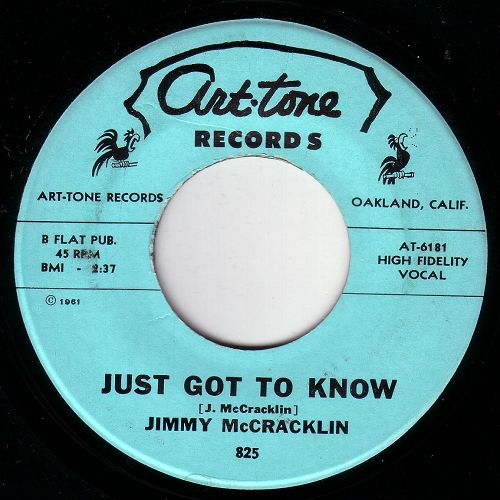 Art-tone
RECORDS
ART-TONE RECORDS
OAKLAND, CALIF.
B FLAT PUB.
45 RPM
BMI - 2:37
AT-6181
HIGH FIDELITY
VOCAL
© 1961
JUST GOT TO KNOW
[J. McCracklin]
JIMMY McCRACKLIN
825